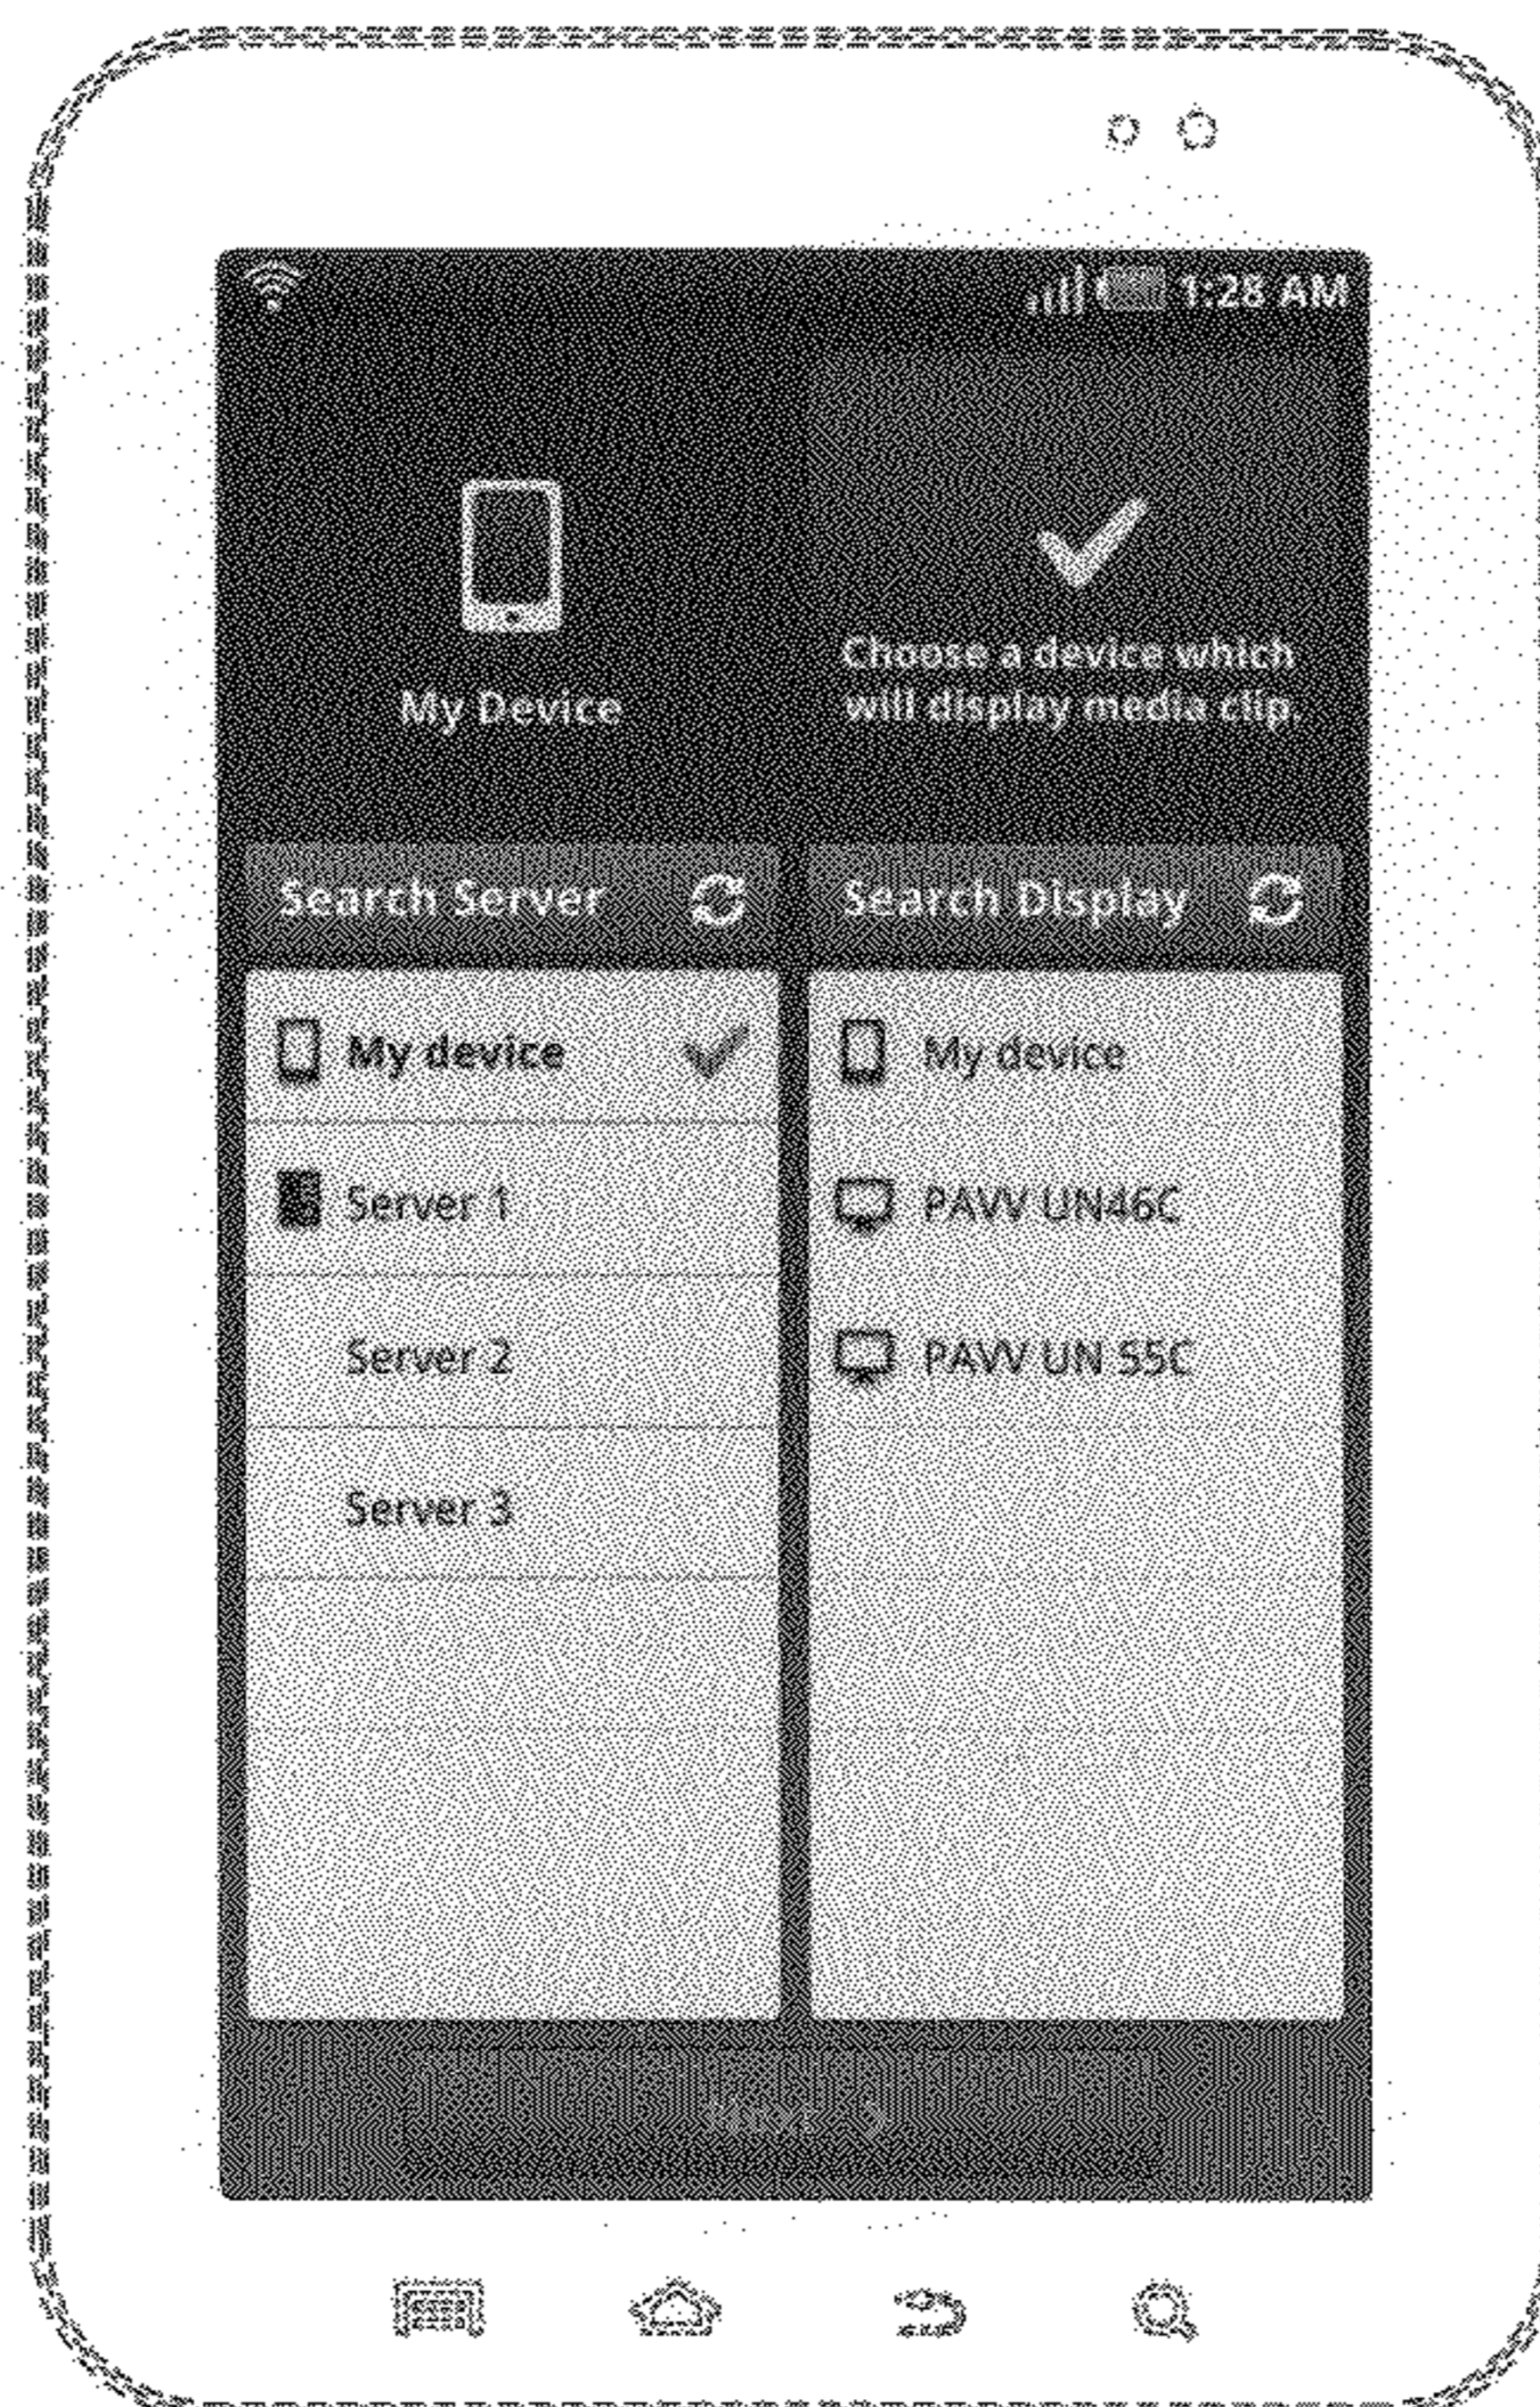 1:28 AM
My Device
Choose a device which
will display media clip.
Search Server
Search Display
My device
Server 1
Server 2
Server 3
My device
PAVV UN46C
PAVV UN 55C
Next